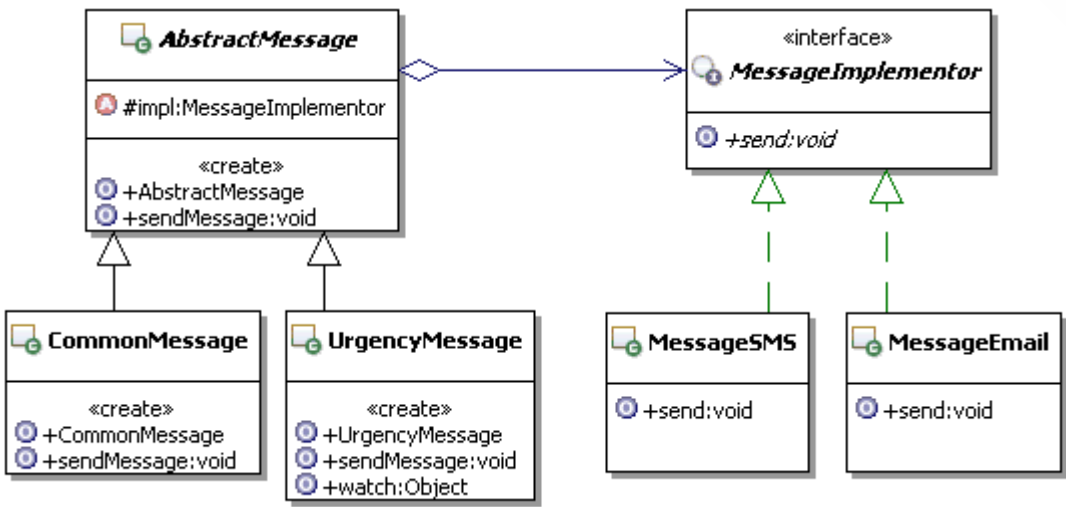 AbstractMessage
#impl:MessageImplementor
«create»
+AbstractMessage
+sendMessage:void
«interface»
MessageImplementor
+send:void
CommonMessage
«create»
+CommonMessage
+sendMessage:void
UrgencyMessage
«create»
+UrgencyMessage
+sendMessage:void
+watch:Object
MessageSMS
+send:void
MessageEmail
+send:void